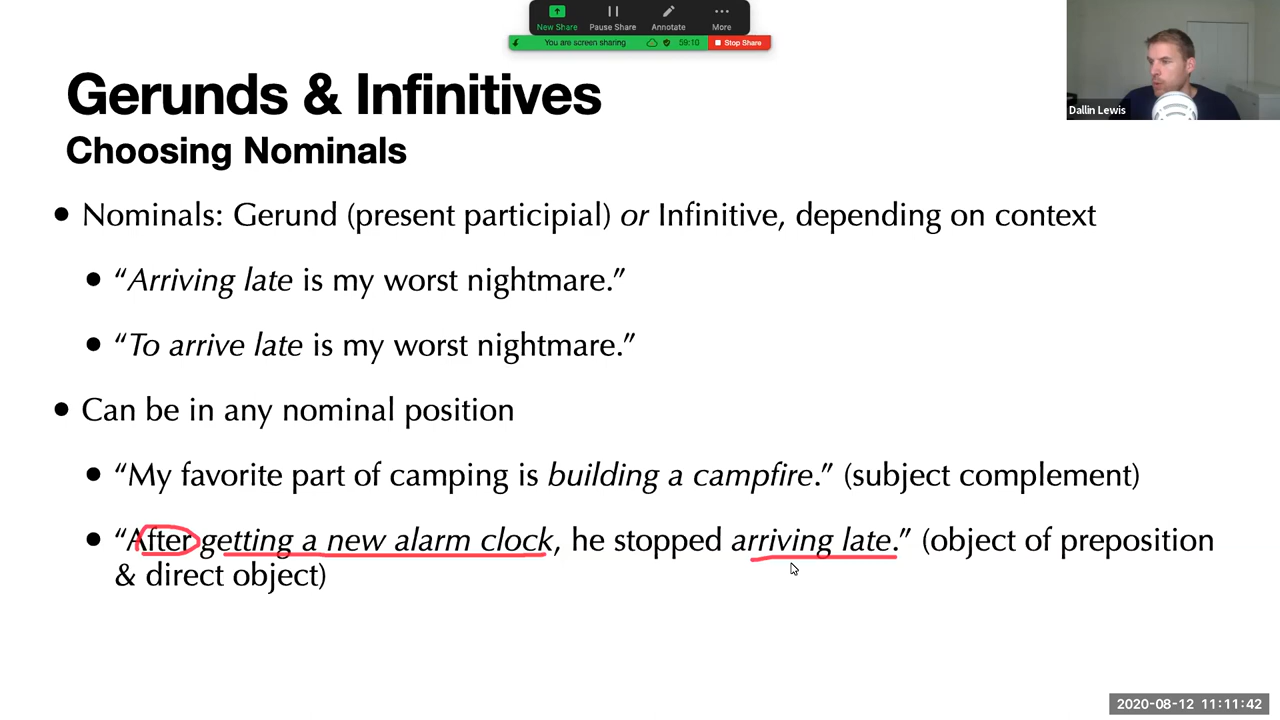 New Share Pause Share Annotate More
You are screen sharing 59:10 Stop Share
Dallin Lewis
Gerunds & Infinitives
Choosing Nominals
• Nominals: Gerund (present participial) or Infinitive, depending on context
• “Arriving late is my worst nightmare.”
• “To arrive late is my worst nightmare.”
• Can be in any nominal position
• “My favorite part of camping is building a campfire.” (subject complement)
• “After getting a new alarm clock, he stopped arriving late.” (object of preposition
& direct object)
2020-08-12 11:11:42